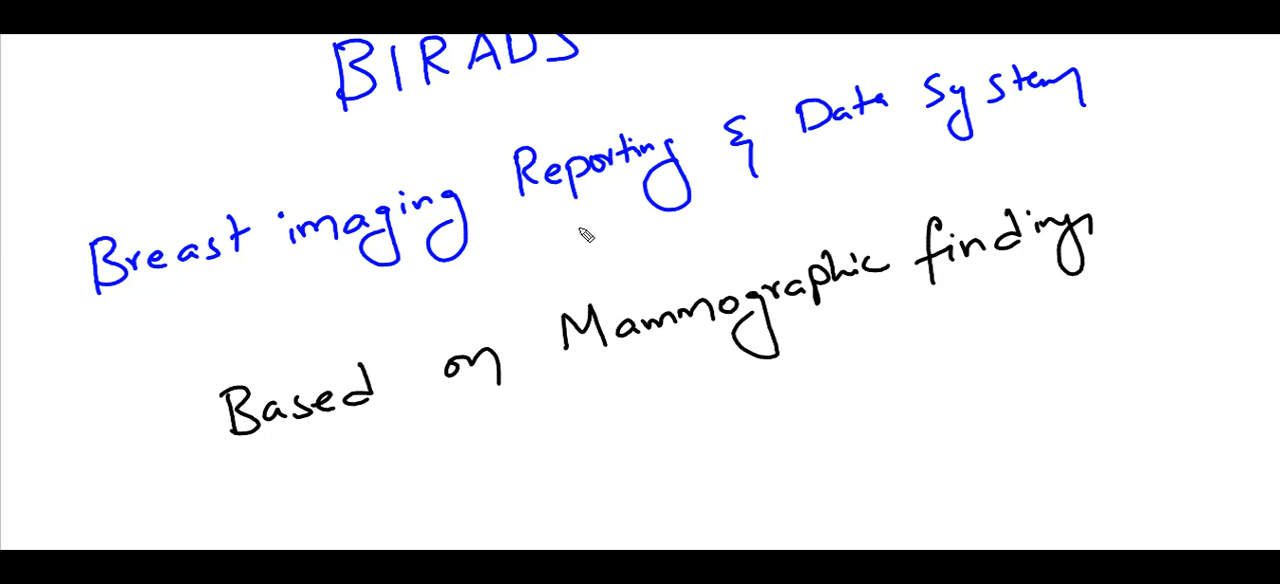 BIRADS
Breast imaging Reporting & Data System
Based on Mammographic findings